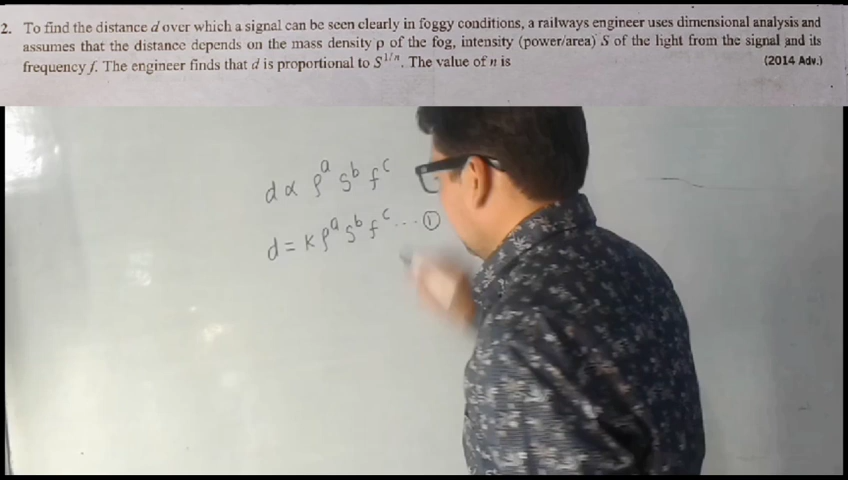 2. To find the distance d over which a signal can be seen clearly in foggy conditions, a railways engineer uses dimensional analysis and
assumes that the distance depends on the mass density ρ of the fog, intensity (power/area) S of the light from the signal and its
frequency f. The engineer finds that d is proportional to S^{1/n}. The value of n is (2014 Adv.)
d ∝ ρ^a S^b f^c
d = K ρ^a S^b f^c ... ①